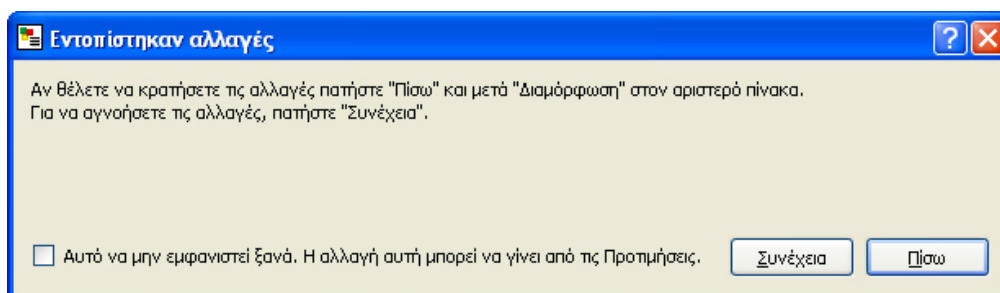 Εντοπίστηκαν αλλαγές
Αν θέλετε να κρατήσετε τις αλλαγές πατήστε "Πίσω" και μετά "Διαμόρφωση" στον αριστερό πίνακα.
Για να αγνοήσετε τις αλλαγές, πατήστε "Συνέχεια".
Αυτό να μην εμφανιστεί ξανά. Η αλλαγή αυτή μπορεί να γίνει από τις Προτιμήσεις.
Συνέχεια
Πίσω